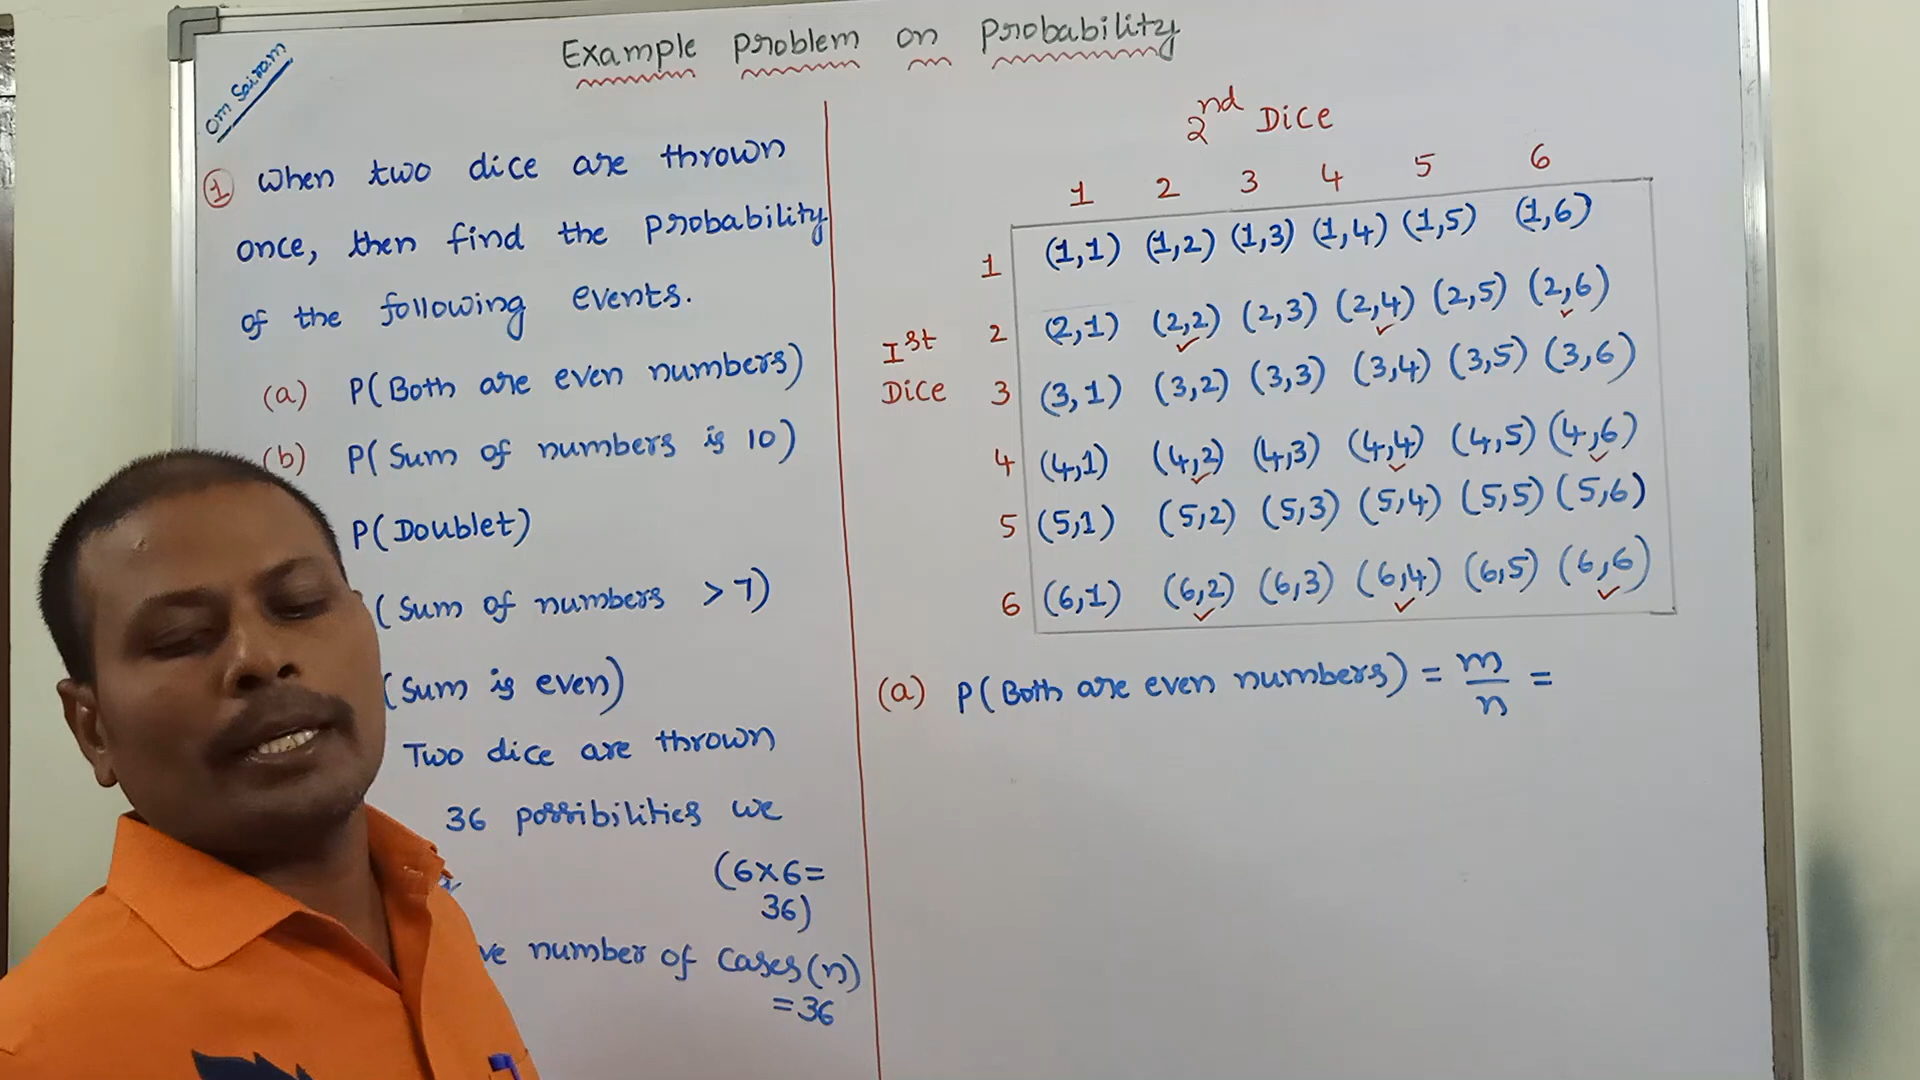 Om Sairam
Example Problem on Probability
1 When two dice are thrown
once, then find the probability
of the following events.
(a) P(Both are even numbers)
(b) P(Sum of numbers is 10)
P(Doublet)
(Sum of numbers > 7)
(Sum is even)
Two dice are thrown
36 possibilities we
(6×6=
36)
ve number of cases(n)
=36
2nd Dice
1 2 3 4 5 6
Ist Dice
1 (1,1) (1,2) (1,3) (1,4) (1,5) (1,6)
2 (2,1) (2,2) (2,3) (2,4) (2,5) (2,6)
3 (3,1) (3,2) (3,3) (3,4) (3,5) (3,6)
4 (4,1) (4,2) (4,3) (4,4) (4,5) (4,6)
5 (5,1) (5,2) (5,3) (5,4) (5,5) (5,6)
6 (6,1) (6,2) (6,3) (6,4) (6,5) (6,6)
(a) P(Both are even numbers) = m/n =